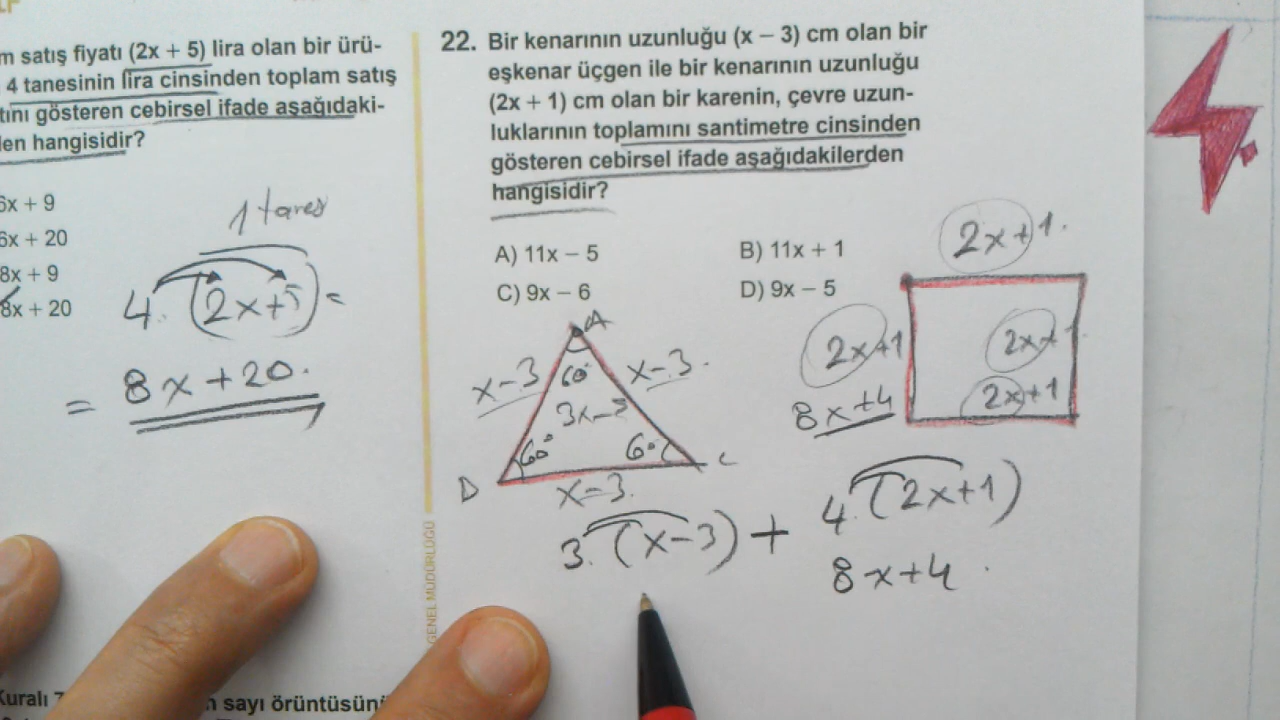 m satış fiyatı (2x + 5) lira olan bir ürü-
4 tanesinin lira cinsinden toplam satış
tını gösteren cebirsel ifade aşağıdaki-
len hangisidir?
6x + 9
6x + 20
8x + 9
8x + 20
1 tanes
4. (2x+5) =
= 8x+20.
Kuralı
n sayı örüntüsün
GENEL MÜDÜRLÜĞÜ
22. Bir kenarının uzunluğu (x – 3) cm olan bir
eşkenar üçgen ile bir kenarının uzunluğu
(2x + 1) cm olan bir karenin, çevre uzun-
luklarının toplamını santimetre cinsinden
gösteren cebirsel ifade aşağıdakilerden
hangisidir?
A) 11x – 5
B) 11x + 1
C) 9x – 6
D) 9x – 5
2x+1.
A
x-3
60°
x-3.
2x+1
2x+1
8x+4
2x+1
60°
60°
D
x-3.
3. (x-3) + 4. (2x+1)
8x+4.